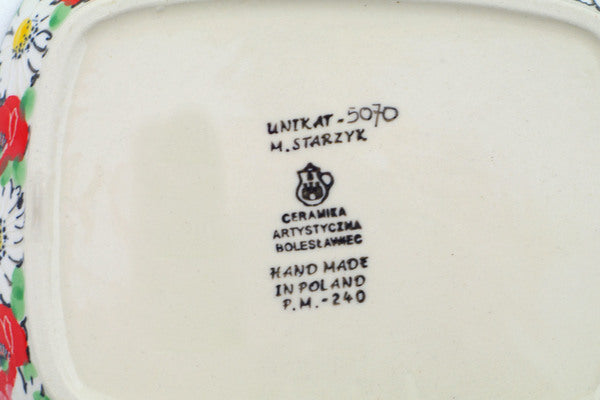 UNIKAT - 5070
M. STARZYK
CERAMIKA
ARTYSTYCZNA
BOLESŁAWIEC
HAND MADE
IN POLAND
P.M.-240